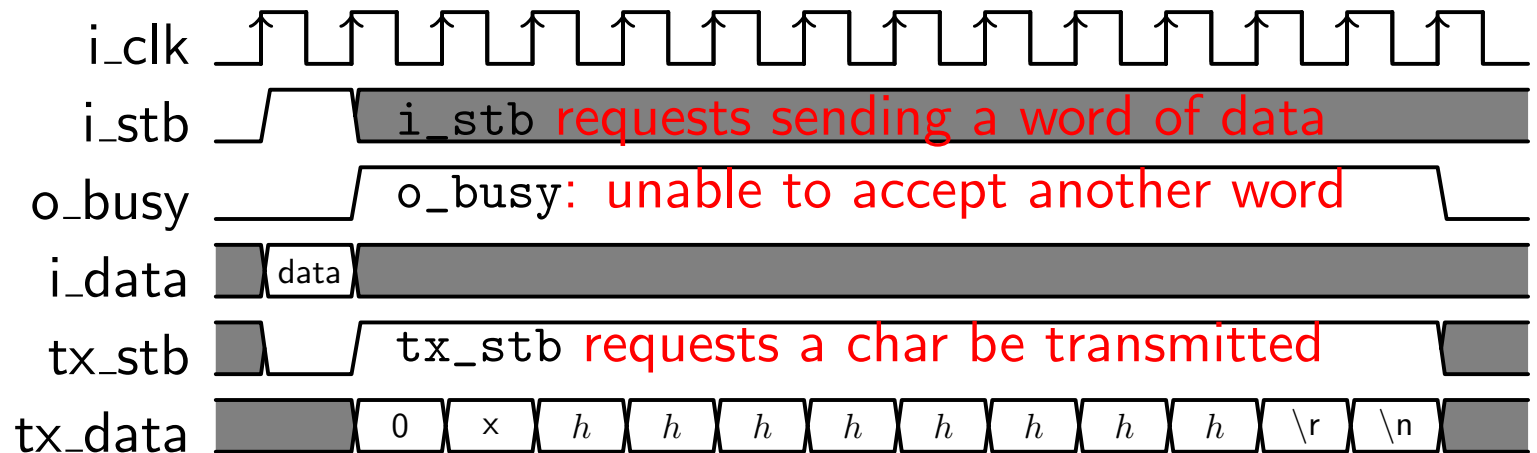 i_clk
i_stb i_stb requests sending a word of data
o_busy o_busy: unable to accept another word
i_data data
tx_stb tx_stb requests a char be transmitted
tx_data 0 x h h h h h h h h \r \n